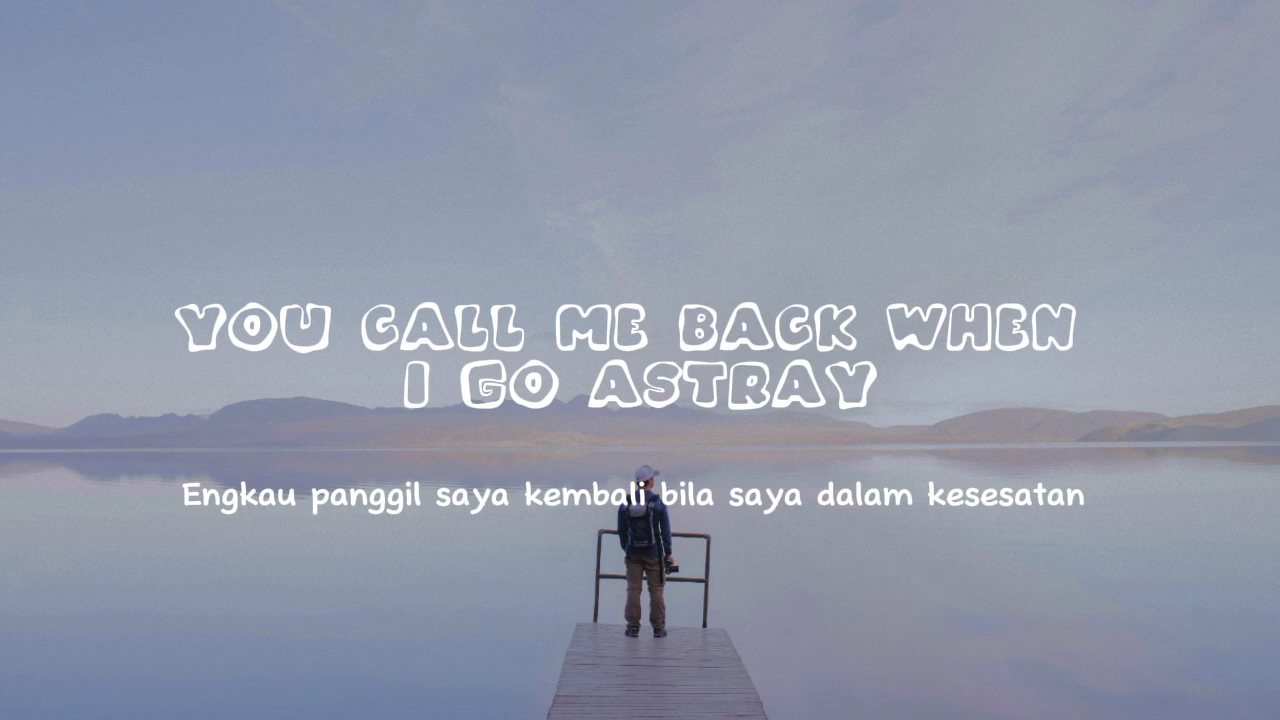 YOU CALL ME BACK WHEN
I GO ASTRAY
Engkau panggil saya kembali bila saya dalam kesesatan